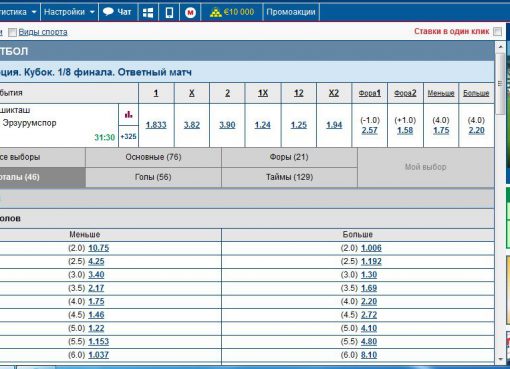 тистика Настройки Чат M €10 000 Промоакции
Виды спорта Ставки в один клик
ТБОЛ
ция. Кубок. 1/8 финала. Ответный матч
бытия 1 X 2 1X 12 X2 Фора1 Фора2 Меньше Больше
шикташ (-1.0) (+1.0) (4.0) (4.0)
Эрзурумспор 1.833 3.82 3.90 1.24 1.25 1.94 2.57 1.58 1.75 2.20
31:30 +325
се выборы Основные (76) Форы (21) Мой выбор
оталы (46) Голы (56) Таймы (129)
олов
Меньше Больше
(2.0) 10.75 (2.0) 1.006
(2.5) 4.25 (2.5) 1.192
(3.0) 3.40 (3.0) 1.30
(3.5) 2.17 (3.5) 1.69
(4.0) 1.75 (4.0) 2.20
(4.5) 1.46 (4.5) 2.72
(5.0) 1.22 (5.0) 4.10
(5.5) 1.153 (5.5) 4.80
(6.0) 1.037 (6.0) 8.10